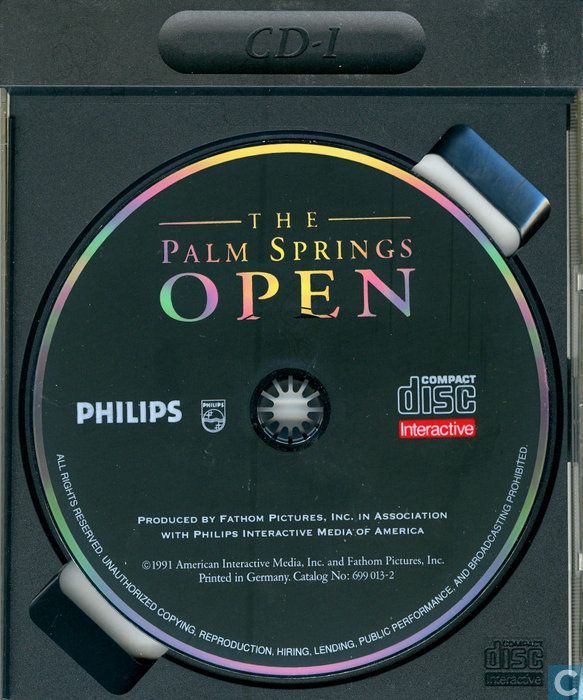 CD-I
THE
PALM SPRINGS
OPEN
PHILIPS
PHILIPS
COMPACT
disc
Interactive
PRODUCED BY FATHOM PICTURES, INC. IN ASSOCIATION
WITH PHILIPS INTERACTIVE MEDIA OF AMERICA
©1991 American Interactive Media, Inc. and Fathom Pictures, Inc.
Printed in Germany. Catalog No: 699 013-2
ALL RIGHTS RESERVED. UNAUTHORIZED COPYING, REPRODUCTION, HIRING, LENDING, PUBLIC PERFORMANCE, AND BROADCASTING PROHIBITED.
COMPACT
disc
Interactive
C